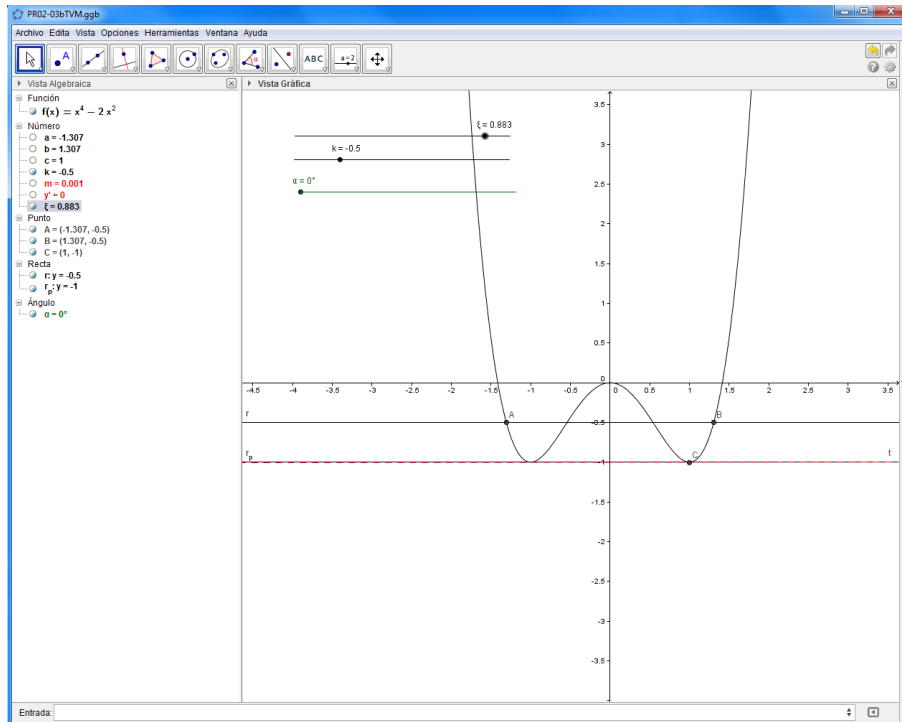 PR02-03bTVM.ggb
Archivo Edita Vista Opciones Herramientas Ventana Ayuda
A
α
ABC
a=2
Vista Algebraica
Función
f(x) = x⁴ − 2 x²
Número
a = -1.307
b = 1.307
c = 1
k = -0.5
m = 0.001
y' = 0
ξ = 0.883
Punto
A = (-1.307, -0.5)
B = (1.307, -0.5)
C = (1, -1)
Recta
r: y = -0.5
rₚ: y = -1
Ángulo
α = 0°
Vista Gráfica
ξ = 0.883
k = -0.5
α = 0°
3.5
3
2.5
2
1.5
1
0.5
0
-4.5 -4 -3.5 -3 -2.5 -2 -1.5 -1 -0.5 0 0.5 1 1.5 2 2.5 3 3.5
r A -0.5 B
rₚ -1 C t
-1.5
-2
-2.5
-3
-3.5
Entrada: